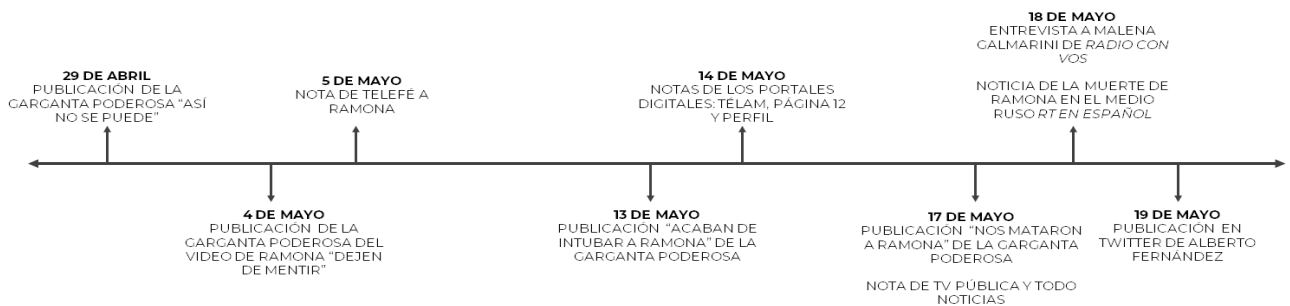 29 DE ABRIL
PUBLICACIÓN DE LA
GARGANTA PODEROSA “ASÍ
NO SE PUEDE”
4 DE MAYO
PUBLICACIÓN DE LA
GARGANTA PODEROSA DEL
VIDEO DE RAMONA “DEJEN
DE MENTIR”
5 DE MAYO
NOTA DE TELEFÉ A
RAMONA
13 DE MAYO
PUBLICACIÓN “ACABAN DE
INTUBAR A RAMONA” DE LA
GARGANTA PODEROSA
14 DE MAYO
NOTAS DE LOS PORTALES
DIGITALES: TÉLAM, PÁGINA 12
Y PERFIL
17 DE MAYO
PUBLICACIÓN “NOS MATARON
A RAMONA” DE LA GARGANTA
PODEROSA
NOTA DE TV PÚBLICA Y TODO
NOTICIAS
18 DE MAYO
ENTREVISTA A MALENA
GALMARINI DE RADIO CON
VOS
NOTICIA DE LA MUERTE DE
RAMONA EN EL MEDIO
RUSO RT EN ESPAÑOL
19 DE MAYO
PUBLICACIÓN EN
TWITTER DE ALBERTO
FERNÁNDEZ